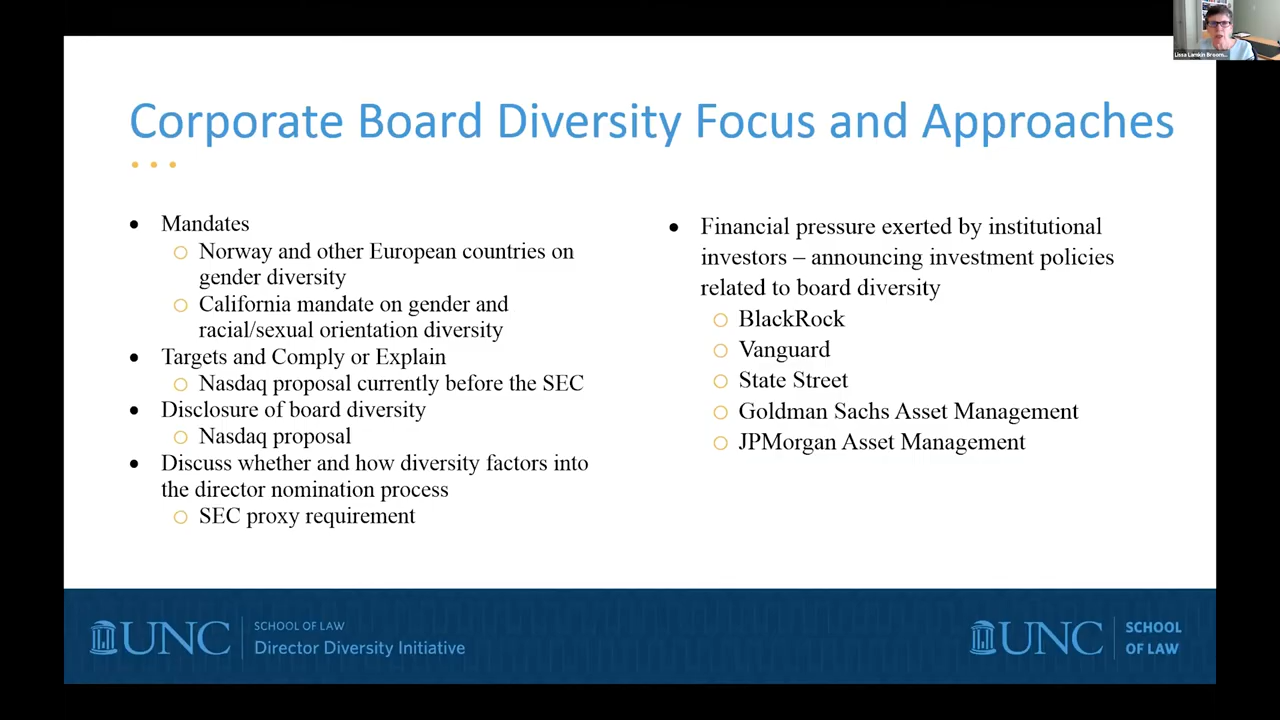 Lissa Lamkin Broom...
Corporate Board Diversity Focus and Approaches
• Mandates
○ Norway and other European countries on
gender diversity
○ California mandate on gender and
racial/sexual orientation diversity
• Targets and Comply or Explain
○ Nasdaq proposal currently before the SEC
• Disclosure of board diversity
○ Nasdaq proposal
• Discuss whether and how diversity factors into
the director nomination process
○ SEC proxy requirement
• Financial pressure exerted by institutional
investors – announcing investment policies
related to board diversity
○ BlackRock
○ Vanguard
○ State Street
○ Goldman Sachs Asset Management
○ JPMorgan Asset Management
UNC
SCHOOL OF LAW
Director Diversity Initiative
UNC
SCHOOL
OF LAW